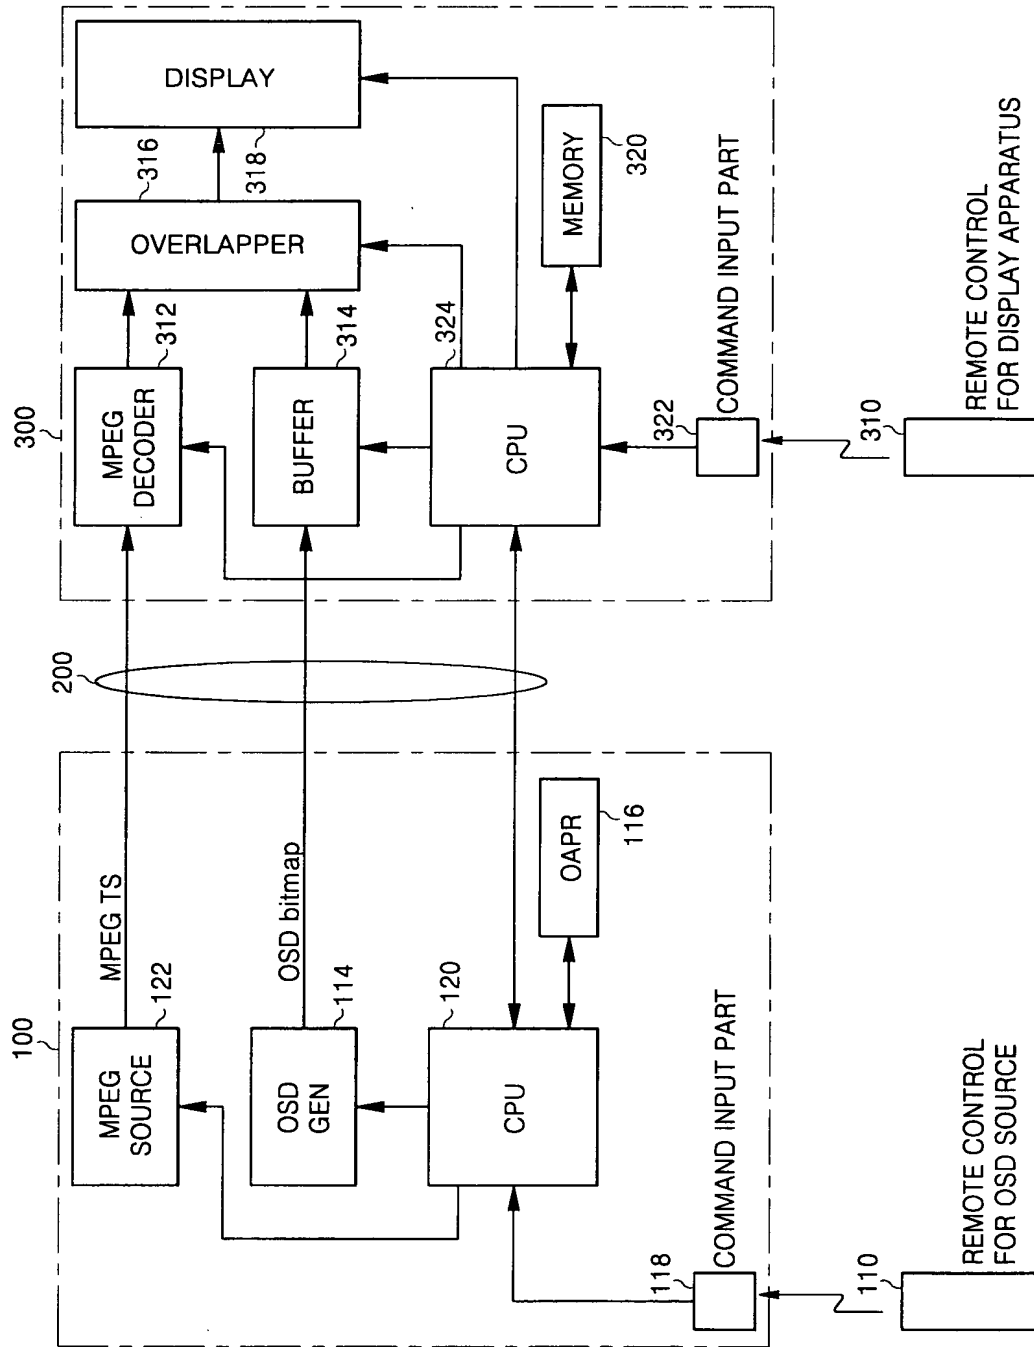 100
MPEG
SOURCE
122
MPEG TS
OSD
GEN
114
OSD bitmap
CPU
120
OAPR
116
118
COMMAND INPUT PART
110
REMOTE CONTROL
FOR OSD SOURCE
200
300
MPEG
DECODER
312
BUFFER
314
OVERLAPPER
316
DISPLAY
318
CPU
324
MEMORY
320
322
COMMAND INPUT PART
310
REMOTE CONTROL
FOR DISPLAY APPARATUS